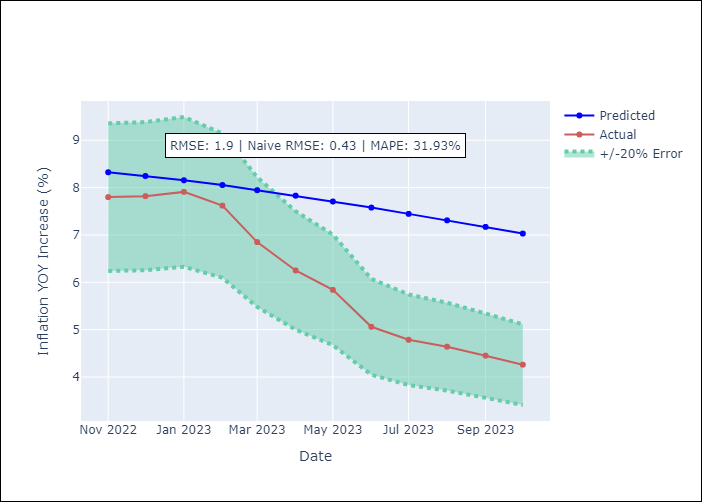 Predicted
Actual
+/-20% Error
RMSE: 1.9 | Naive RMSE: 0.43 | MAPE: 31.93%
Inflation YOY Increase (%)
9
8
7
6
5
4
Nov 2022
Jan 2023
Mar 2023
May 2023
Jul 2023
Sep 2023
Date